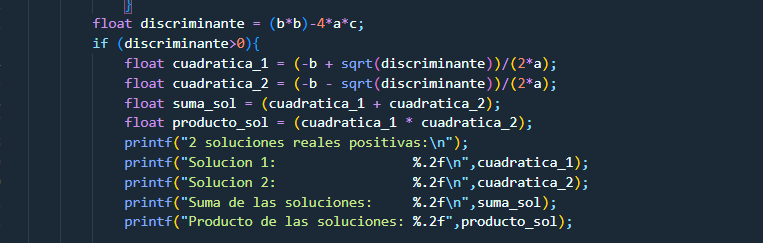 }
float discriminante = (b*b)-4*a*c;
if (discriminante>0){
float cuadratica_1 = (-b + sqrt(discriminante))/(2*a);
float cuadratica_2 = (-b - sqrt(discriminante))/(2*a);
float suma_sol = (cuadratica_1 + cuadratica_2);
float producto_sol = (cuadratica_1 * cuadratica_2);
printf("2 soluciones reales positivas:\n");
printf("Solucion 1:                 %.2f\n",cuadratica_1);
printf("Solucion 2:                 %.2f\n",cuadratica_2);
printf("Suma de las soluciones:     %.2f\n",suma_sol);
printf("Producto de las soluciones: %.2f",producto_sol);